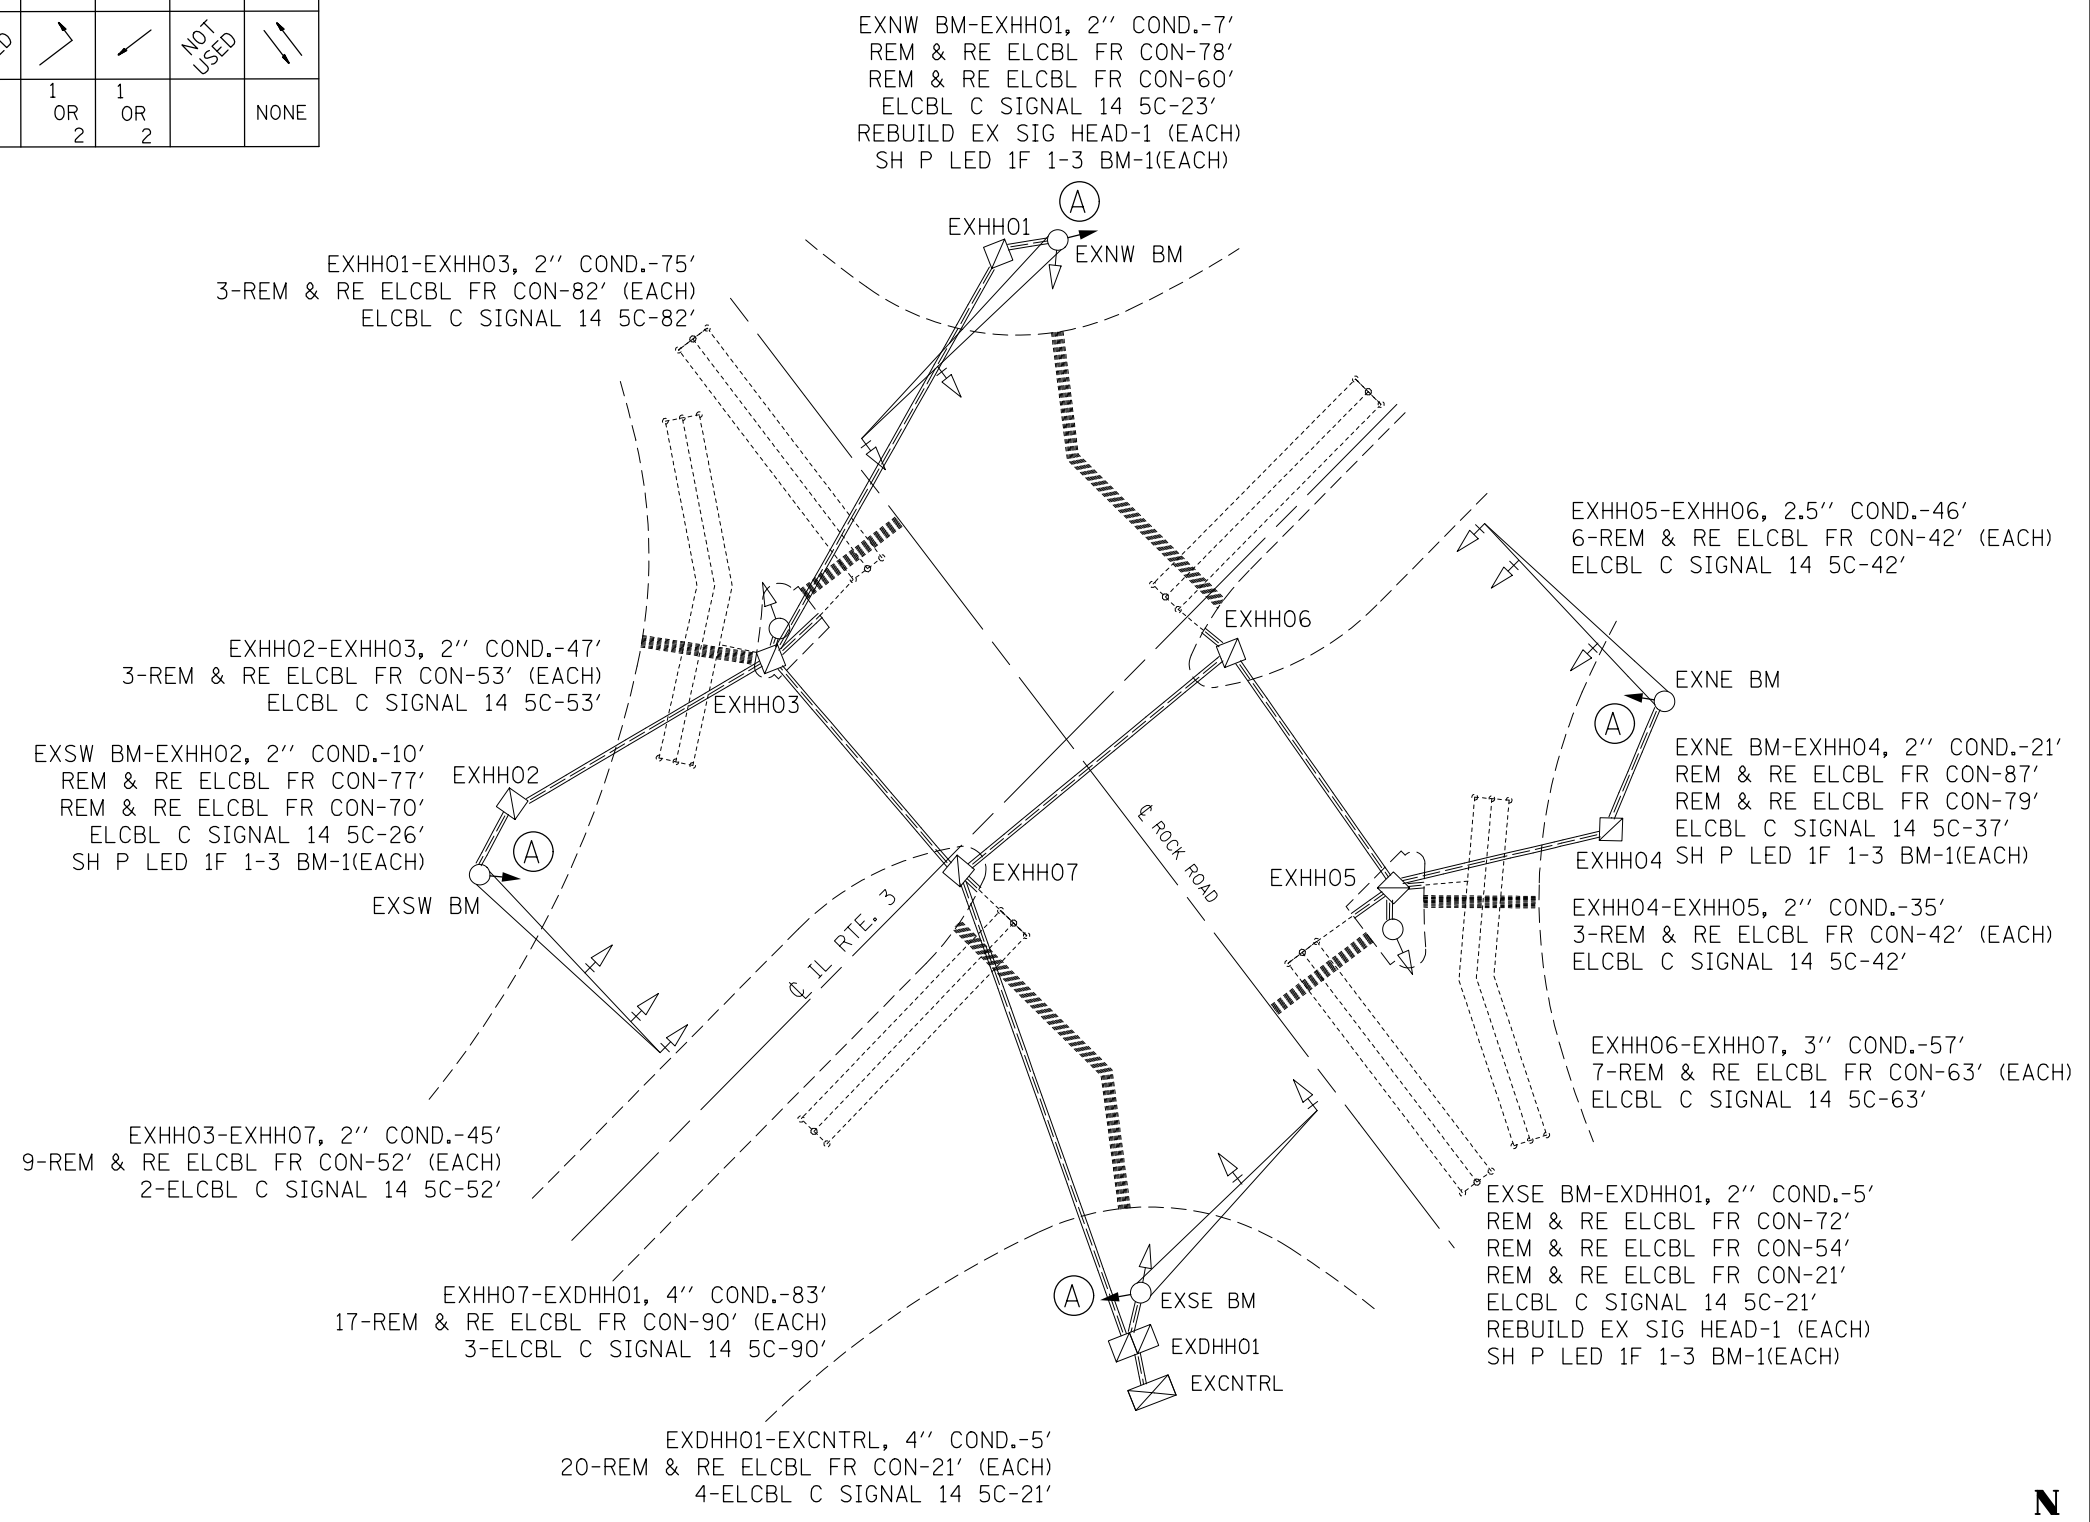 NOT
USED
1
OR
2
1
OR
2
NONE
EXNW BM-EXHH01, 2'' COND.-7'
REM & RE ELCBL FR CON-78'
REM & RE ELCBL FR CON-60'
ELCBL C SIGNAL 14 5C-23'
REBUILD EX SIG HEAD-1 (EACH)
SH P LED 1F 1-3 BM-1(EACH)
A
EXHH01
EXNW BM
EXHH01-EXHH03, 2'' COND.-75'
3-REM & RE ELCBL FR CON-82' (EACH)
ELCBL C SIGNAL 14 5C-82'
EXHH05-EXHH06, 2.5'' COND.-46'
6-REM & RE ELCBL FR CON-42' (EACH)
ELCBL C SIGNAL 14 5C-42'
EXHH06
EXHH02-EXHH03, 2'' COND.-47'
3-REM & RE ELCBL FR CON-53' (EACH)
ELCBL C SIGNAL 14 5C-53'
EXHH03
EXNE BM
A
EXSW BM-EXHH02, 2'' COND.-10'
REM & RE ELCBL FR CON-77'
REM & RE ELCBL FR CON-70'
ELCBL C SIGNAL 14 5C-26'
SH P LED 1F 1-3 BM-1(EACH)
EXHH02
A
EXSW BM
EXNE BM-EXHH04, 2'' COND.-21'
REM & RE ELCBL FR CON-87'
REM & RE ELCBL FR CON-79'
ELCBL C SIGNAL 14 5C-37'
SH P LED 1F 1-3 BM-1(EACH)
EXHH04
℄ ROCK ROAD
EXHH07
EXHH05
℄ IL RTE. 3
EXHH04-EXHH05, 2'' COND.-35'
3-REM & RE ELCBL FR CON-42' (EACH)
ELCBL C SIGNAL 14 5C-42'
EXHH06-EXHH07, 3'' COND.-57'
7-REM & RE ELCBL FR CON-63' (EACH)
ELCBL C SIGNAL 14 5C-63'
EXHH03-EXHH07, 2'' COND.-45'
9-REM & RE ELCBL FR CON-52' (EACH)
2-ELCBL C SIGNAL 14 5C-52'
EXSE BM-EXDHH01, 2'' COND.-5'
REM & RE ELCBL FR CON-72'
REM & RE ELCBL FR CON-54'
REM & RE ELCBL FR CON-21'
ELCBL C SIGNAL 14 5C-21'
REBUILD EX SIG HEAD-1 (EACH)
SH P LED 1F 1-3 BM-1(EACH)
EXHH07-EXDHH01, 4'' COND.-83'
17-REM & RE ELCBL FR CON-90' (EACH)
3-ELCBL C SIGNAL 14 5C-90'
A
EXSE BM
EXDHH01
EXCNTRL
EXDHH01-EXCNTRL, 4'' COND.-5'
20-REM & RE ELCBL FR CON-21' (EACH)
4-ELCBL C SIGNAL 14 5C-21'
N